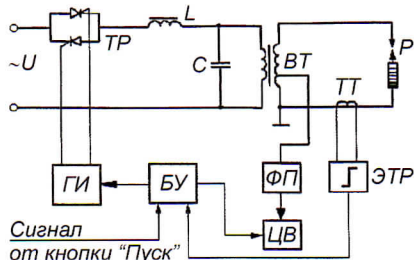 L
ТР
~U
C
ВТ
P
ТТ
ГИ
БУ
ФП
ЭТР
ЦВ
Сигнал
от кнопки "Пуск"